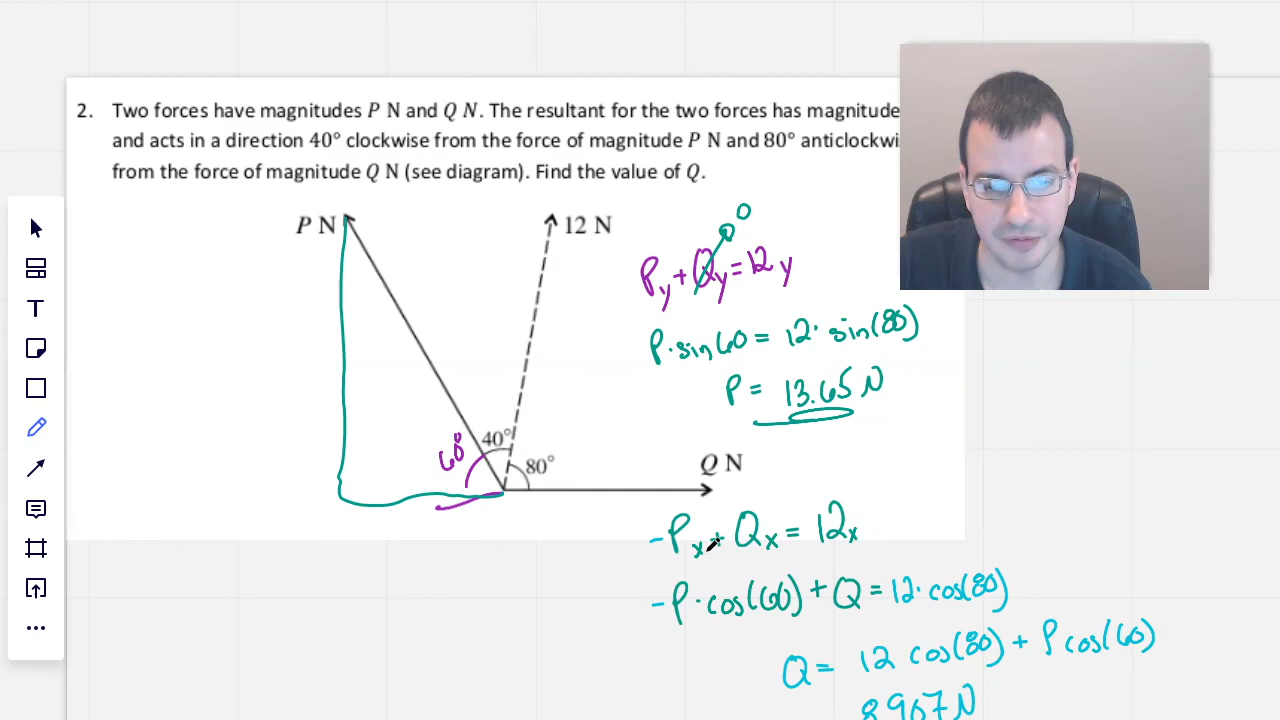 2. Two forces have magnitudes P N and Q N. The resultant for the two forces has magnitude
and acts in a direction 40° clockwise from the force of magnitude P N and 80° anticlockwi
from the force of magnitude Q N (see diagram). Find the value of Q.
P N
12 N
0
Py + Qy = 12y
P·sin60 = 12·sin(80)
P = 13.65 N
60°
40°
80°
Q N
-Px + Qx = 12x
-P·cos(60) + Q = 12·cos(80)
Q = 12 cos(80) + P cos(60)
8.907 N
T